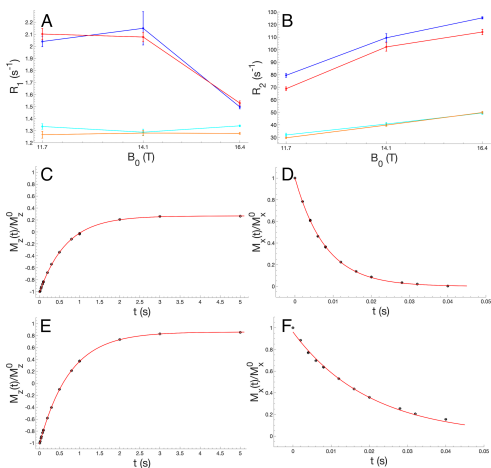 A
R1 (s⁻¹)
2.2
2.1
2
1.9
1.8
1.7
1.6
1.5
1.4
1.3
1.2
11.7 14.1 16.4
B0 (T)
B
R2 (s⁻¹)
130
120
110
100
90
80
70
60
50
40
30
11.7 14.1 16.4
B0 (T)
C
Mz(t)/Mz⁰
1
0.8
0.6
0.4
0.2
0
-0.2
-0.4
-0.6
-0.8
-1
0 0.5 1 1.5 2 2.5 3 3.5 4 4.5 5
t (s)
D
Mx(t)/Mx⁰
1
0.8
0.6
0.4
0.2
0
0 0.01 0.02 0.03 0.04 0.05
t (s)
E
Mz(t)/Mz⁰
1
0.8
0.6
0.4
0.2
0
-0.2
-0.4
-0.6
-0.8
-1
0 0.5 1 1.5 2 2.5 3 3.5 4 4.5 5
t (s)
F
Mx(t)/Mx⁰
1
0.8
0.6
0.4
0.2
0
0 0.01 0.02 0.03 0.04 0.05
t (s)